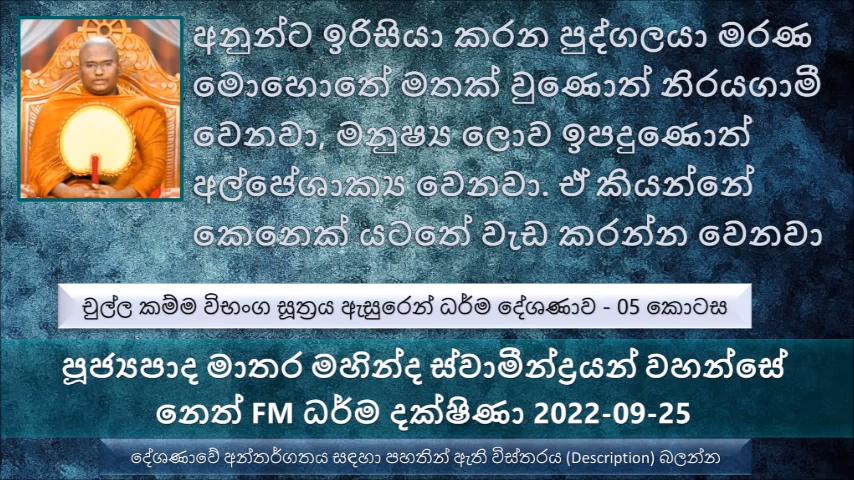 අනුන්ට ඉරිසියා කරන පුද්ගලයා මරණ
මොහොතේ මතක් වුණොත් නිරයගාමී
වෙනවා, මනුෂ්‍ය ලොව ඉපදුණොත්
අල්පේශාක්‍ය වෙනවා. ඒ කියන්නේ
කෙනෙක් යටතේ වැඩ කරන්න වෙනවා
චුල්ල කම්ම විභංග සූත්‍රය ඇසුරෙන් ධර්ම දේශණාව - 05 කොටස
පූජ්‍යපාද මාතර මහින්ද ස්වාමීන්ද්‍රයන් වහන්සේ
නෙත් FM ධර්ම දක්ෂිණා 2022-09-25
දේශණාවේ අන්තර්ගතය සඳහා පහතින් ඇති විස්තරය (Description) බලන්න